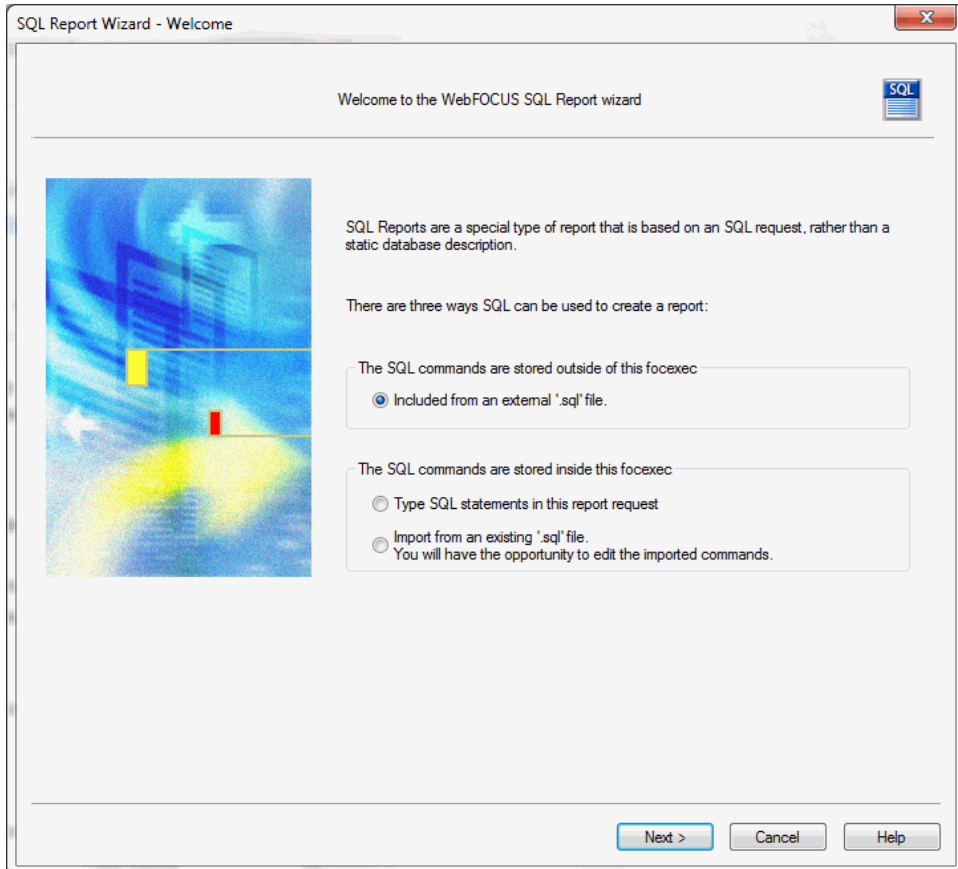 SQL Report Wizard - Welcome
X
Welcome to the WebFOCUS SQL Report wizard
SQL
SQL Reports are a special type of report that is based on an SQL request, rather than a
static database description.
There are three ways SQL can be used to create a report:
The SQL commands are stored outside of this focexec
Included from an external '.sql' file.
The SQL commands are stored inside this focexec
Type SQL statements in this report request
Import from an existing '.sql' file.
You will have the opportunity to edit the imported commands.
Next >
Cancel
Help